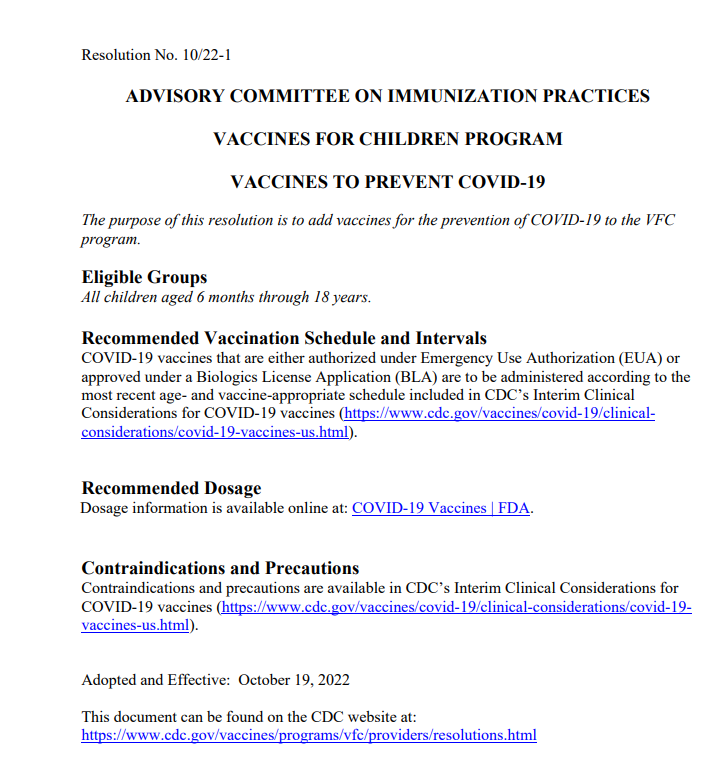 Resolution No. 10/22-1
ADVISORY COMMITTEE ON IMMUNIZATION PRACTICES
VACCINES FOR CHILDREN PROGRAM
VACCINES TO PREVENT COVID-19
The purpose of this resolution is to add vaccines for the prevention of COVID-19 to the VFC
program.
Eligible Groups
All children aged 6 months through 18 years.
Recommended Vaccination Schedule and Intervals
COVID-19 vaccines that are either authorized under Emergency Use Authorization (EUA) or
approved under a Biologics License Application (BLA) are to be administered according to the
most recent age- and vaccine-appropriate schedule included in CDC’s Interim Clinical
Considerations for COVID-19 vaccines (https://www.cdc.gov/vaccines/covid-19/clinical-
considerations/covid-19-vaccines-us.html).
Recommended Dosage
Dosage information is available online at: COVID-19 Vaccines | FDA.
Contraindications and Precautions
Contraindications and precautions are available in CDC’s Interim Clinical Considerations for
COVID-19 vaccines (https://www.cdc.gov/vaccines/covid-19/clinical-considerations/covid-19-
vaccines-us.html).
Adopted and Effective: October 19, 2022
This document can be found on the CDC website at:
https://www.cdc.gov/vaccines/programs/vfc/providers/resolutions.html